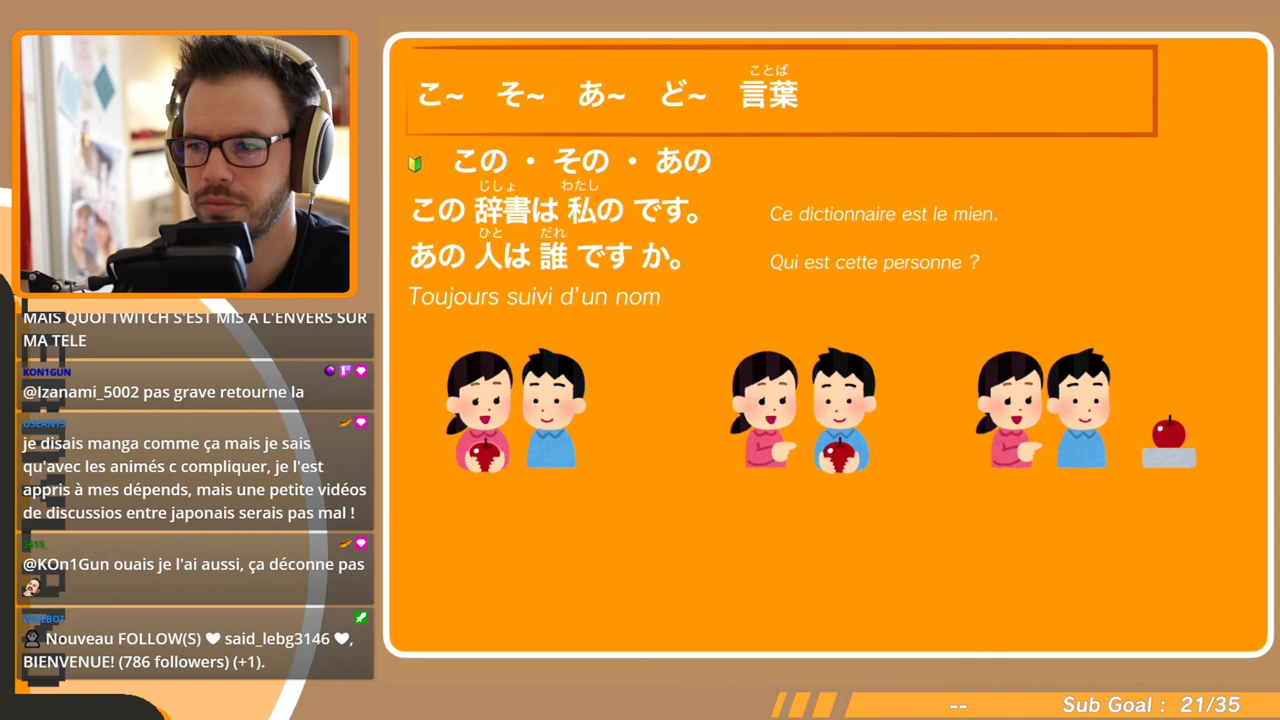 こ~ そ~ あ~ ど~ 言葉
ことば
この・その・あの
じしょ わたし
この 辞書は 私の です。
Ce dictionnaire est le mien.
ひと だれ
あの 人は 誰 です か。
Qui est cette personne ?
Toujours suivi d'un nom
MAIS QUOI TWITCH S'EST MIS A L'ENVERS SUR
MA TELE
KON1GUN
@Izanami_5002 pas grave retourne la
je disais manga comme ça mais je sais
qu'avec les animés c compliquer, je l'est
appris à mes dépends, mais une petite vidéos
de discussios entre japonais serais pas mal !
@KOn1Gun ouais je l'ai aussi, ça déconne pas
WIZEBOT
Nouveau FOLLOW(S) ♥ said_lebg3146 ♥,
BIENVENUE! (786 followers) (+1).
--
Sub Goal : 21/35